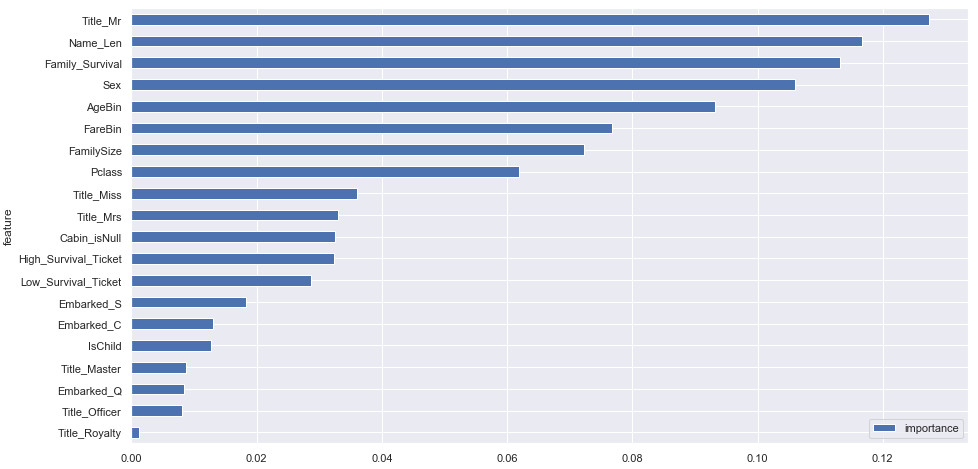 Title_Mr
Name_Len
Family_Survival
Sex
AgeBin
FareBin
FamilySize
Pclass
Title_Miss
Title_Mrs
Cabin_isNull
High_Survival_Ticket
Low_Survival_Ticket
Embarked_S
Embarked_C
IsChild
Title_Master
Embarked_Q
Title_Officer
Title_Royalty
feature
importance
0.00 0.02 0.04 0.06 0.08 0.10 0.12